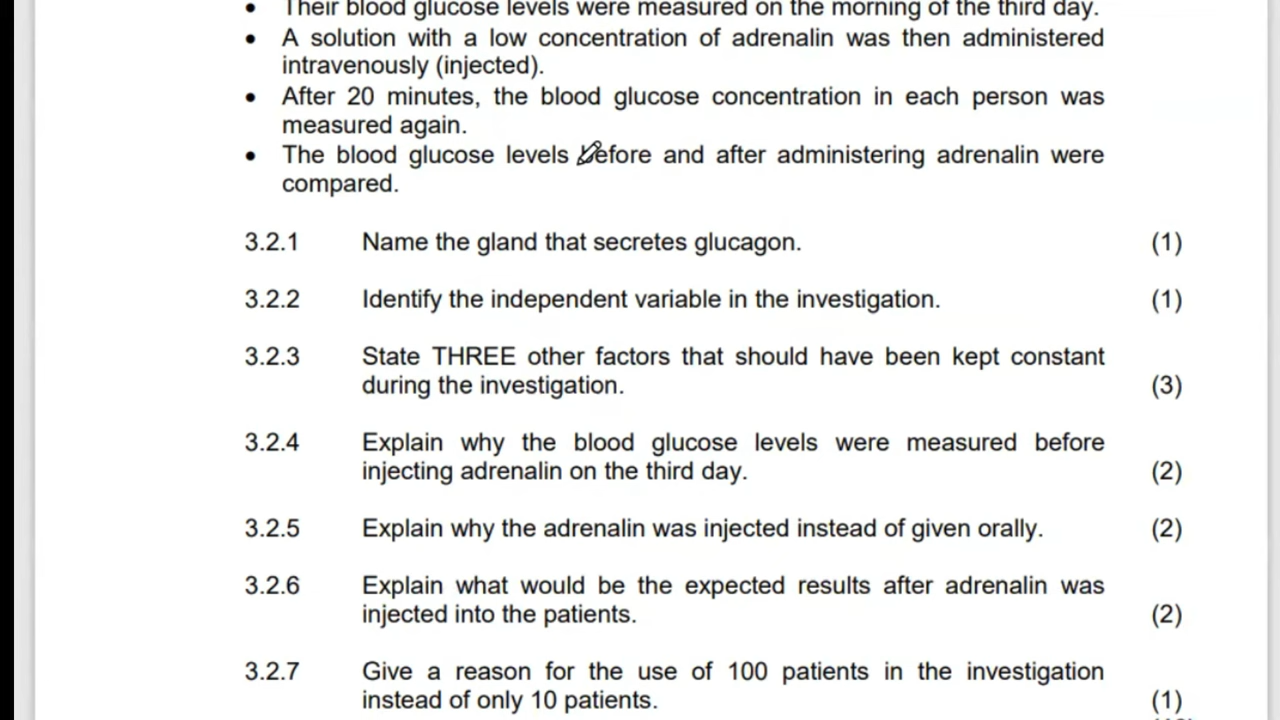 • Their blood glucose levels were measured on the morning of the third day.
• A solution with a low concentration of adrenalin was then administered
intravenously (injected).
• After 20 minutes, the blood glucose concentration in each person was
measured again.
• The blood glucose levels before and after administering adrenalin were
compared.
3.2.1 Name the gland that secretes glucagon. (1)
3.2.2 Identify the independent variable in the investigation. (1)
3.2.3 State THREE other factors that should have been kept constant
during the investigation. (3)
3.2.4 Explain why the blood glucose levels were measured before
injecting adrenalin on the third day. (2)
3.2.5 Explain why the adrenalin was injected instead of given orally. (2)
3.2.6 Explain what would be the expected results after adrenalin was
injected into the patients. (2)
3.2.7 Give a reason for the use of 100 patients in the investigation
instead of only 10 patients. (1)